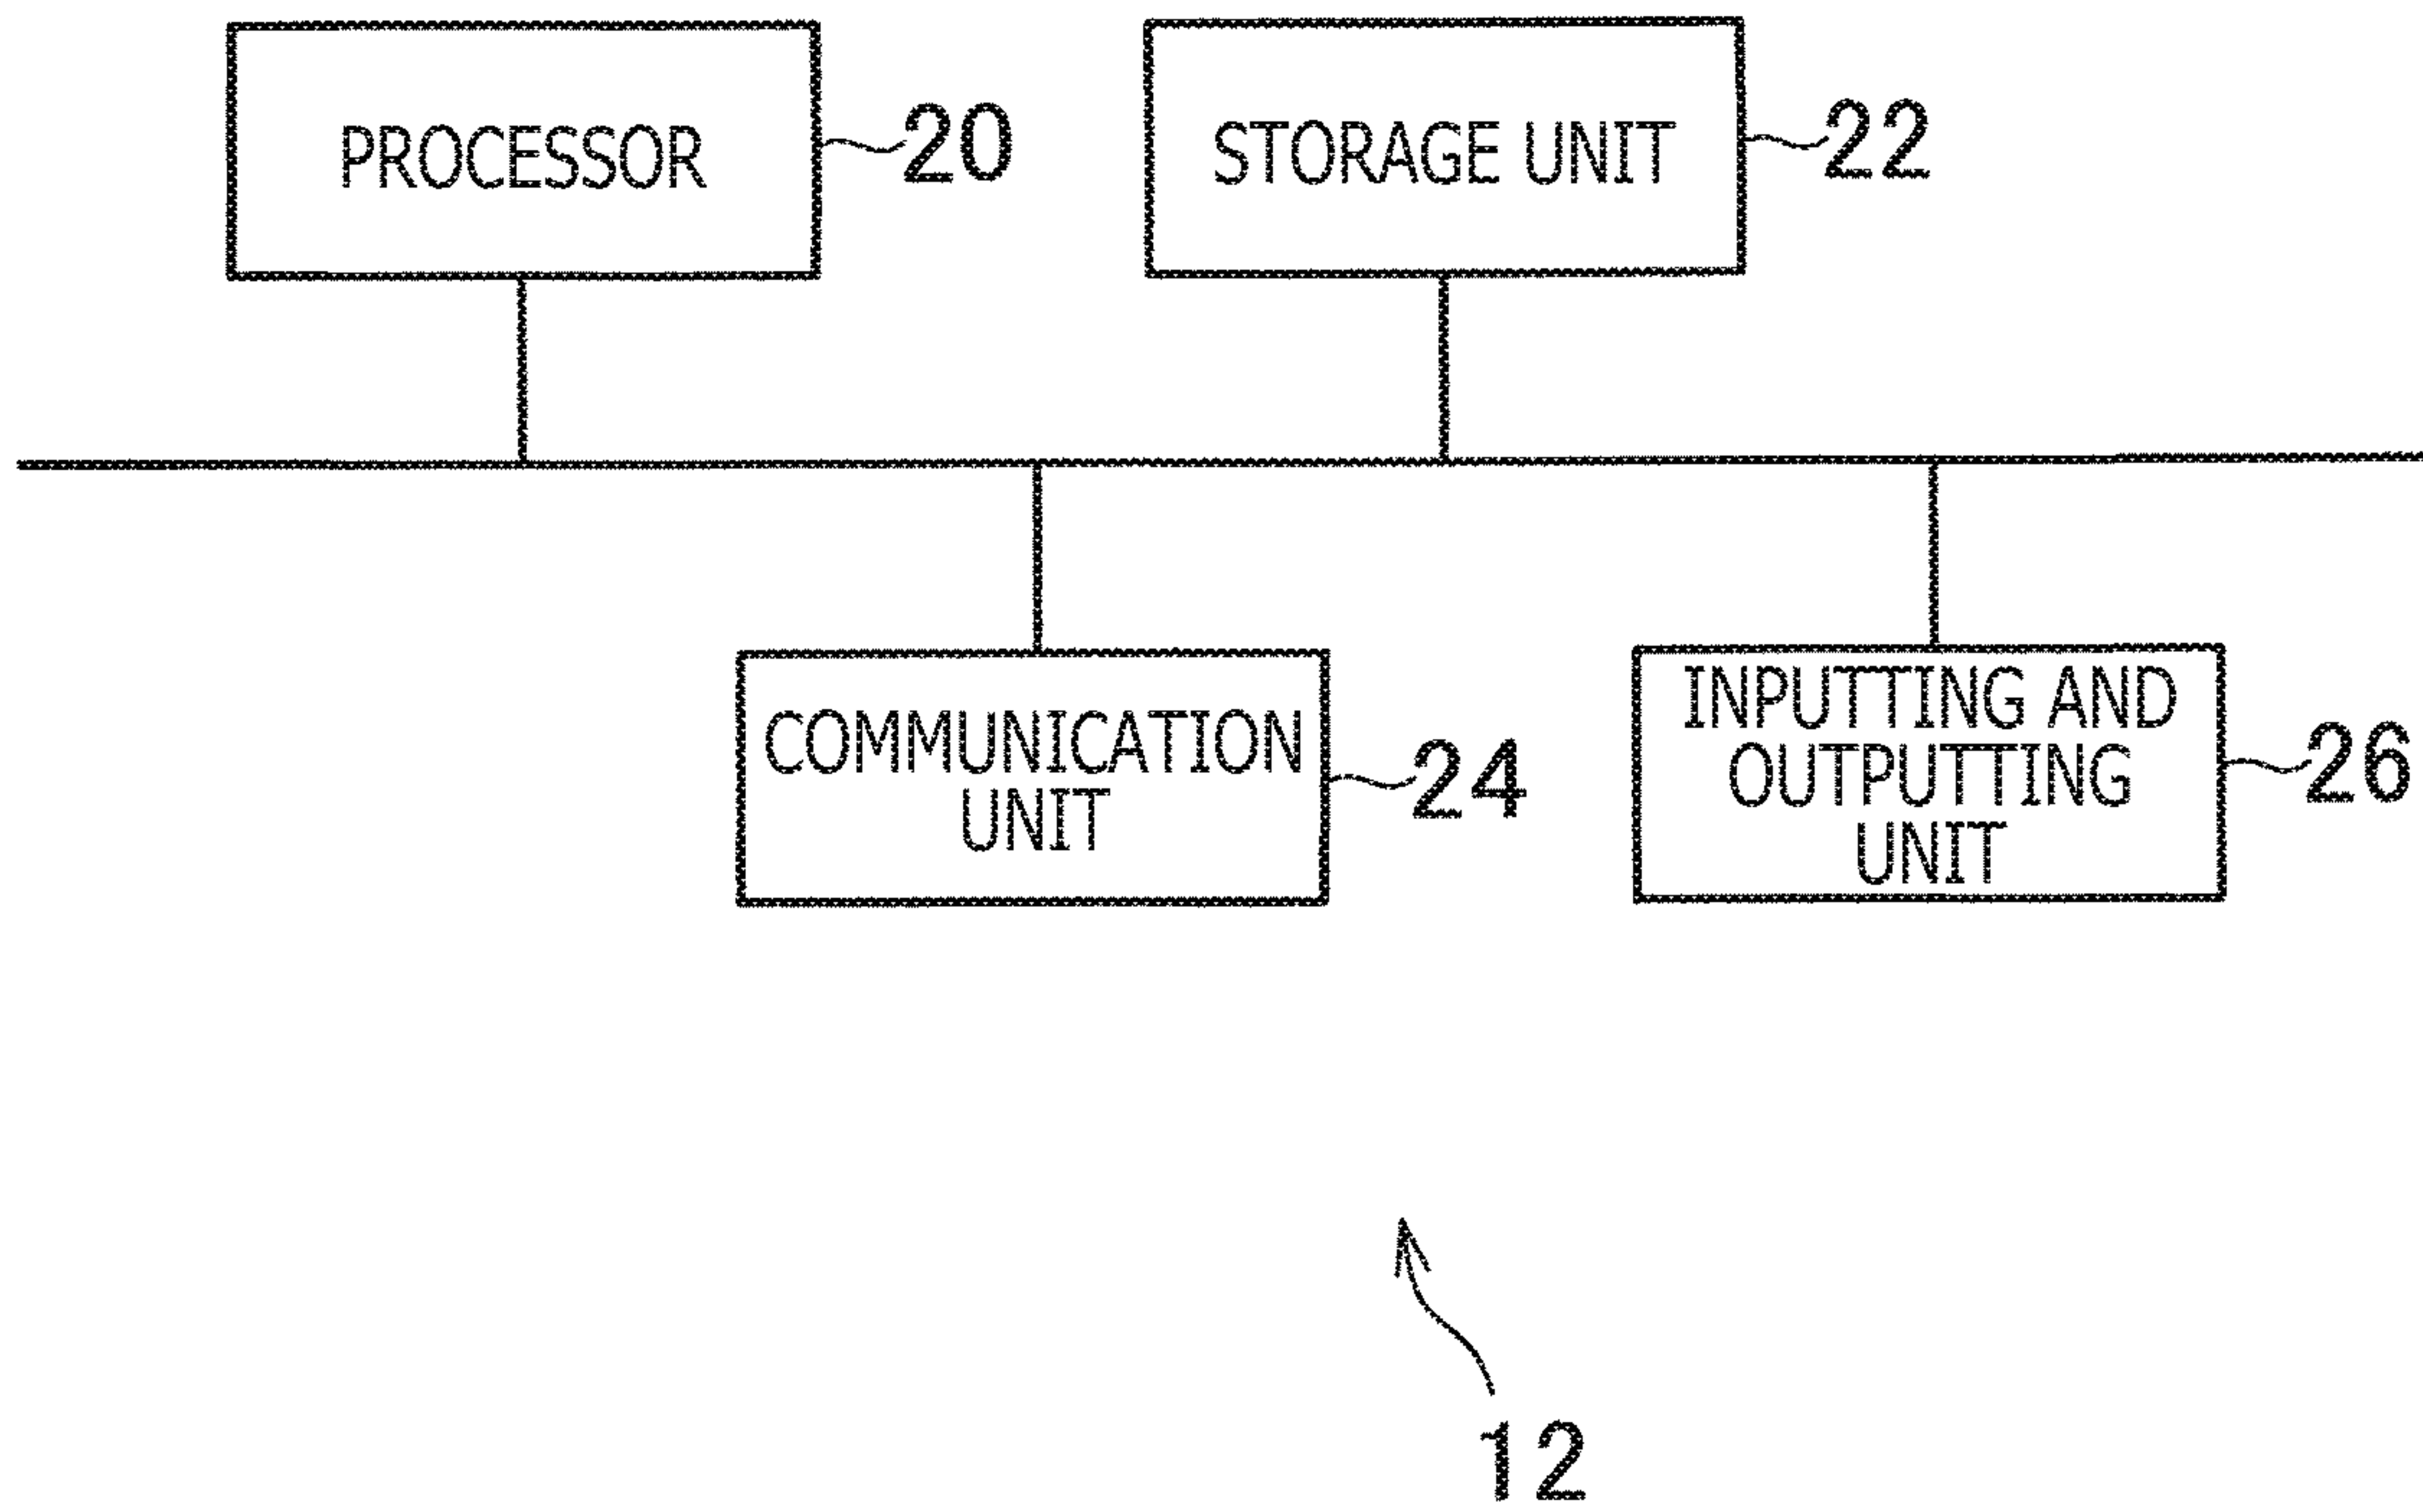 PROCESSOR
20
STORAGE UNIT
22
COMMUNICATION
UNIT
24
INPUTTING AND
OUTPUTTING
UNIT
26
12